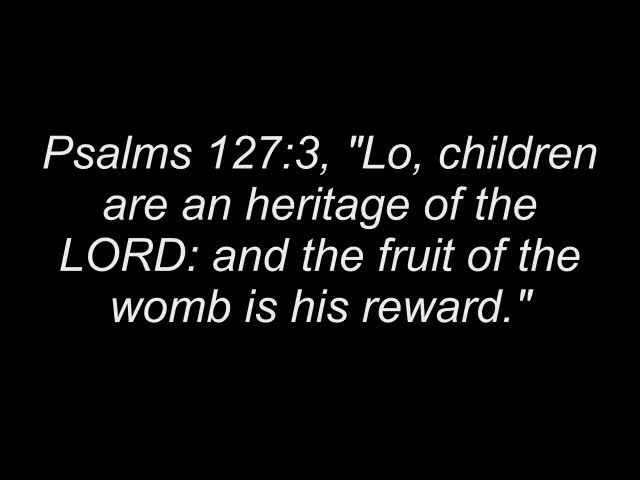 Psalms 127:3, "Lo, children
are an heritage of the
LORD: and the fruit of the
womb is his reward."